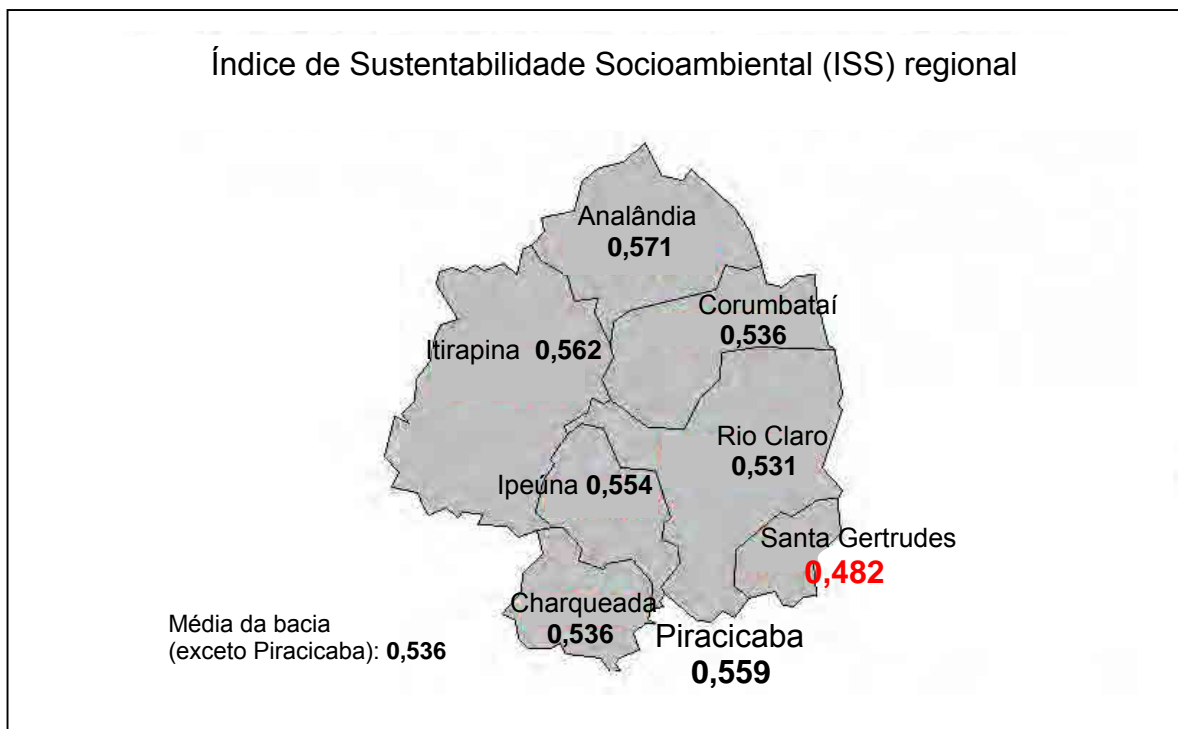 Índice de Sustentabilidade Socioambiental (ISS) regional
Analândia
0,571
Corumbataí
0,536
Itirapina 0,562
Rio Claro
0,531
Ipeúna 0,554
Santa Gertrudes
0,482
Charqueada
0,536
Piracicaba
0,559
Média da bacia
(exceto Piracicaba): 0,536